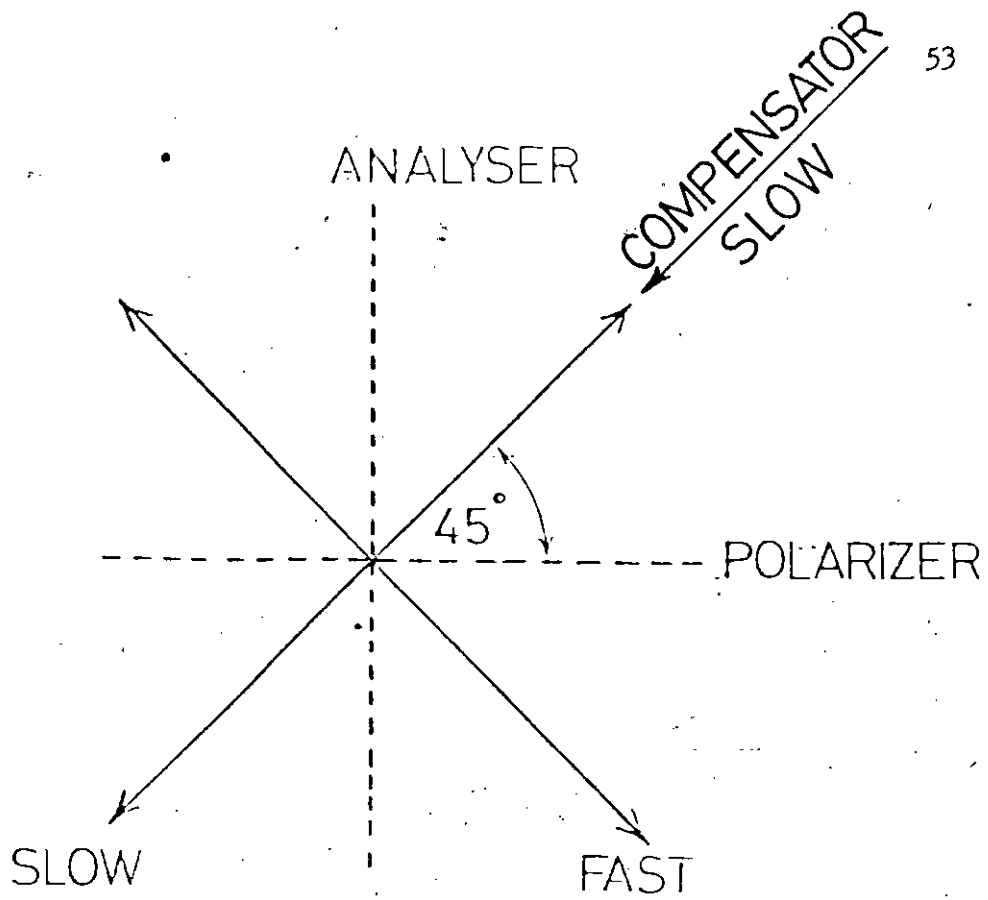 53
COMPENSATOR
SLOW
ANALYSER
45°
POLARIZER
SLOW
FAST